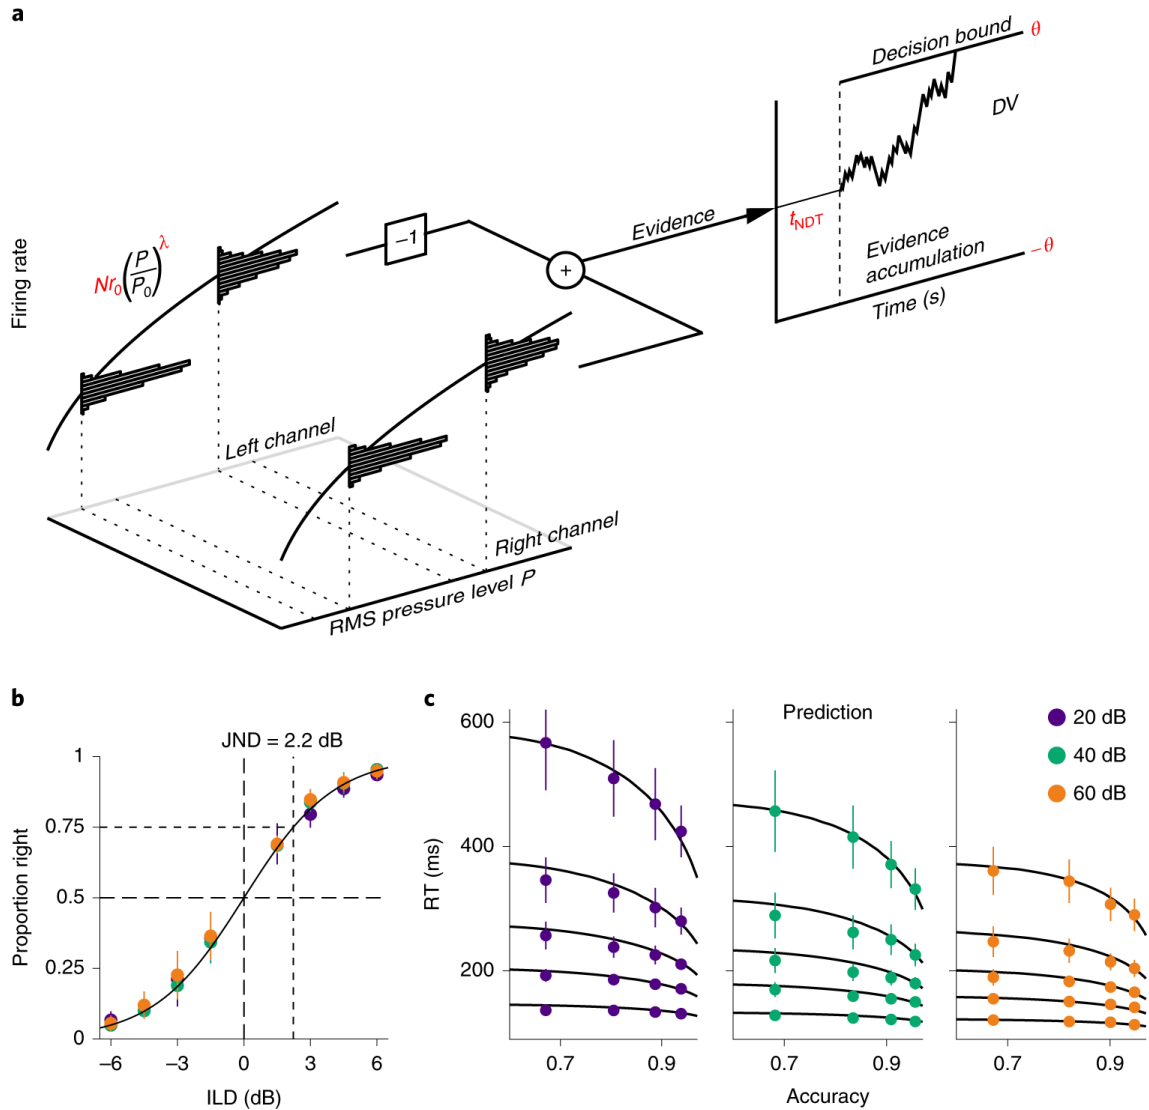 a
Decision bound
θ
DV
Firing rate
Nr0(P/P0)λ
−1
+
Evidence
tNDT
Evidence
accumulation
−θ
Time (s)
Left channel
Right channel
RMS pressure level P
b
JND = 2.2 dB
1
0.75
0.5
0.25
0
Proportion right
−6
−3
0
3
6
ILD (dB)
c
Prediction
20 dB
40 dB
60 dB
600
400
200
RT (ms)
0.7
0.9
0.7
0.9
0.7
0.9
Accuracy